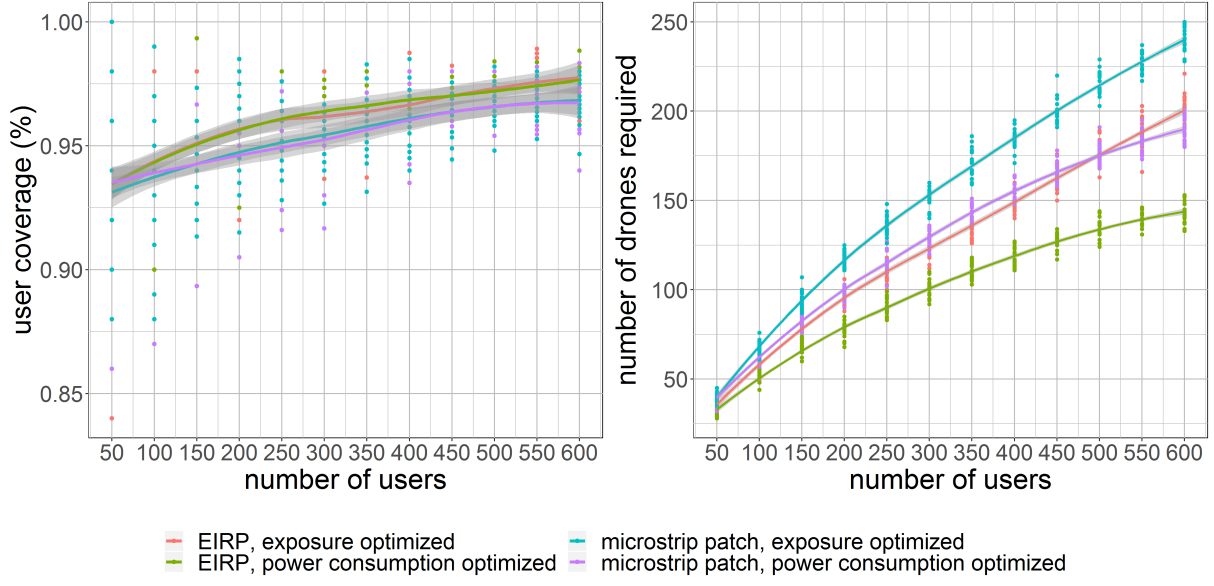 user coverage (%)
1.00
0.95
0.90
0.85
50 100 150 200 250 300 350 400 450 500 550 600
number of users
number of drones required
250
200
150
100
50
50 100 150 200 250 300 350 400 450 500 550 600
number of users
EIRP, exposure optimized
EIRP, power consumption optimized
microstrip patch, exposure optimized
microstrip patch, power consumption optimized